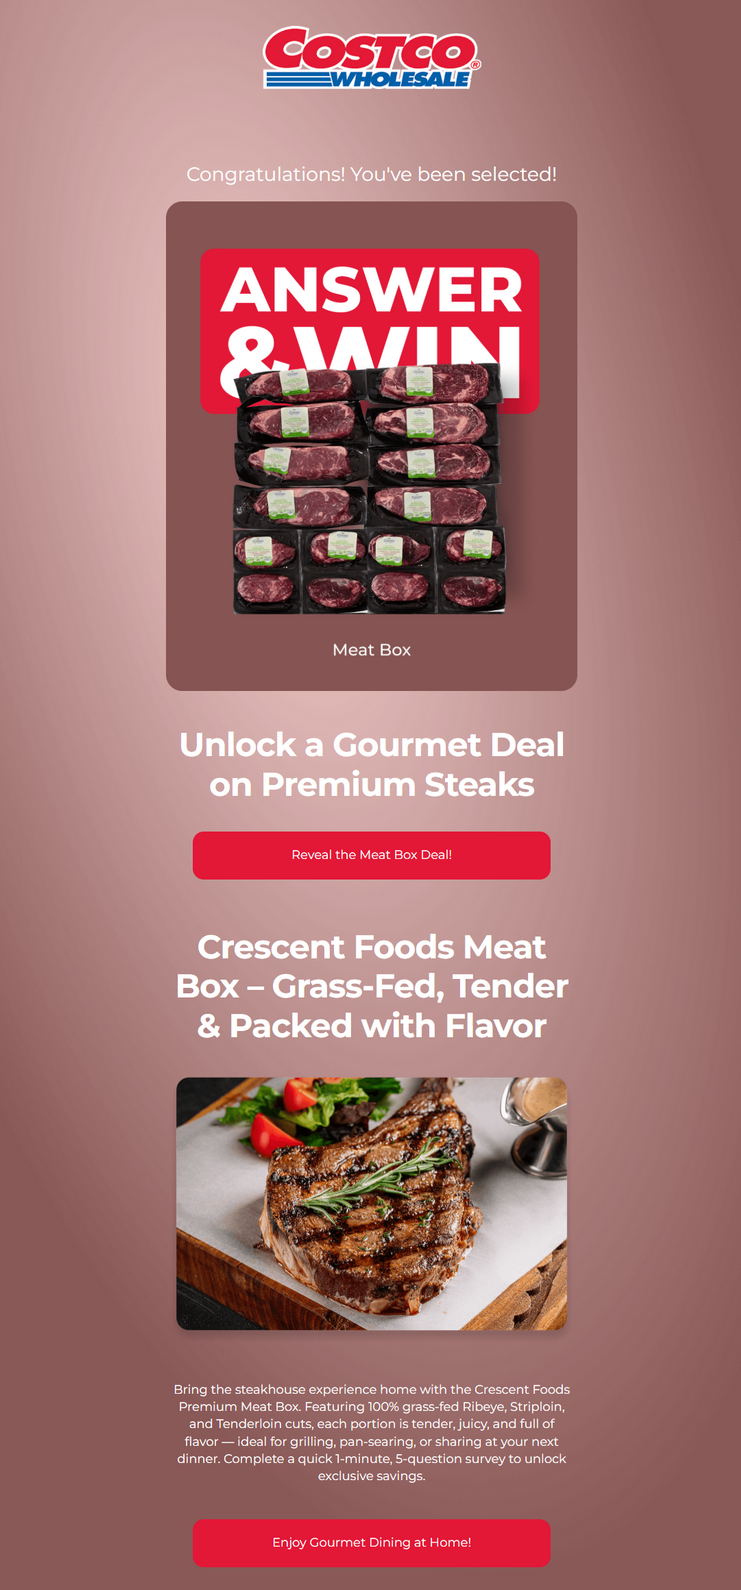 COSTCO
WHOLESALE
Congratulations! You've been selected!
ANSWER
&WIN
Meat Box
Unlock a Gourmet Deal
on Premium Steaks
Reveal the Meat Box Deal!
Crescent Foods Meat
Box – Grass-Fed, Tender
& Packed with Flavor
Bring the steakhouse experience home with the Crescent Foods
Premium Meat Box. Featuring 100% grass-fed Ribeye, Striploin,
and Tenderloin cuts, each portion is tender, juicy, and full of
flavor — ideal for grilling, pan-searing, or sharing at your next
dinner. Complete a quick 1-minute, 5-question survey to unlock
exclusive savings.
Enjoy Gourmet Dining at Home!